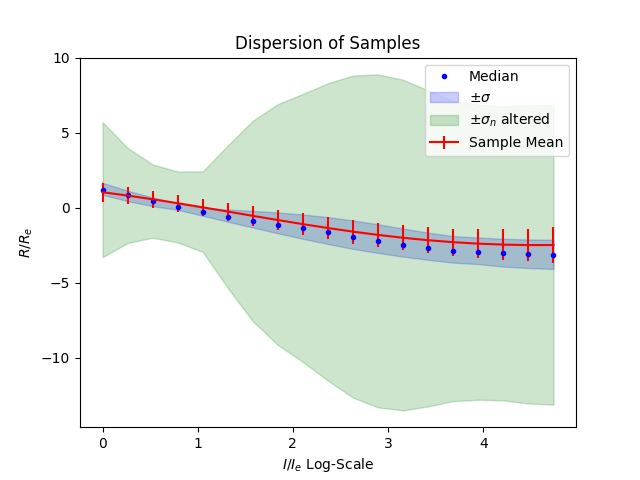 Dispersion of Samples
10
5
0
−5
−10
R/Rₑ
Median
±σ
±σₙ altered
Sample Mean
0 1 2 3 4
I/Iₑ Log-Scale